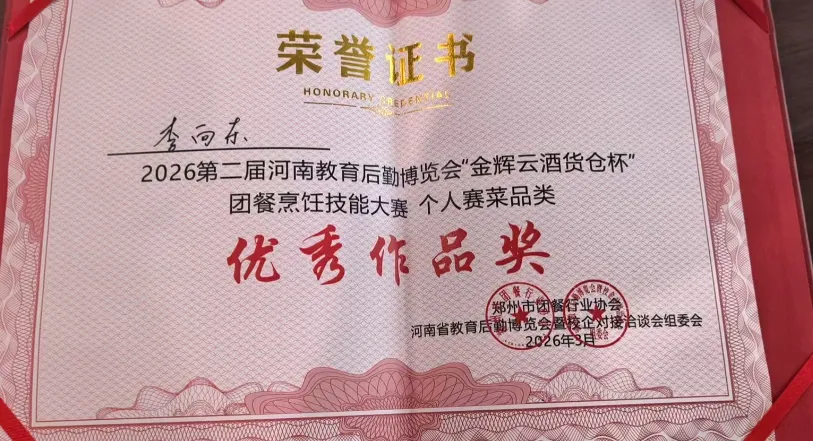 荣誉证书
HONORARY CREDENTIAL
李向东
2026第二届河南教育后勤博览会"金辉云酒货仓杯"
团餐烹饪技能大赛 个人赛菜品类
优秀作品奖
郑州市团餐行业协会
河南省教育后勤博览会暨校企对接洽谈会组委会
2026年3月